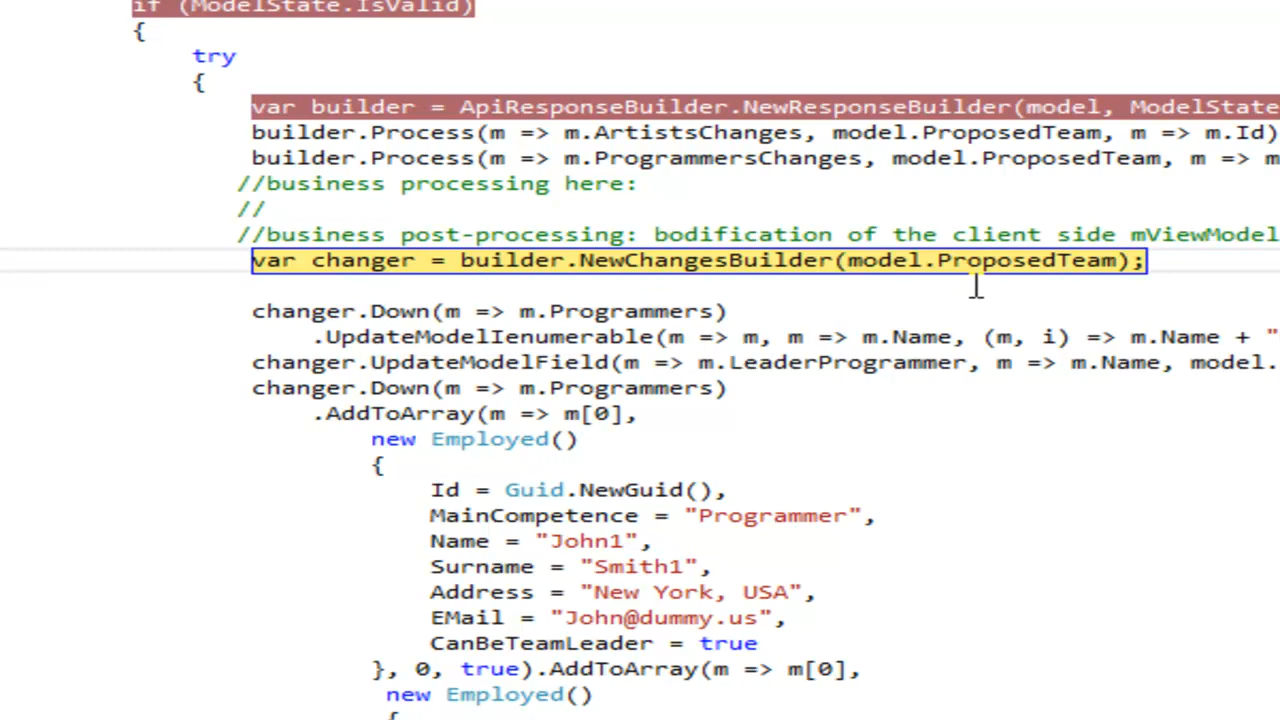 if (ModelState.IsValid)
{
try
{
var builder = ApiResponseBuilder.NewResponseBuilder(model, ModelState
builder.Process(m => m.ArtistsChanges, model.ProposedTeam, m => m.Id)
builder.Process(m => m.ProgrammersChanges, model.ProposedTeam, m => m
//business processing here:
//
//business post-processing: bodification of the client side mViewModel
var changer = builder.NewChangesBuilder(model.ProposedTeam);
changer.Down(m => m.Programmers)
.UpdateModelIenumerable(m => m, m => m.Name, (m, i) => m.Name + "
changer.UpdateModelField(m => m.LeaderProgrammer, m => m.Name, model.
changer.Down(m => m.Programmers)
.AddToArray(m => m[0],
new Employed()
{
Id = Guid.NewGuid(),
MainCompetence = "Programmer",
Name = "John1",
Surname = "Smith1",
Address = "New York, USA",
EMail = "John@dummy.us",
CanBeTeamLeader = true
}, 0, true).AddToArray(m => m[0],
new Employed()
{